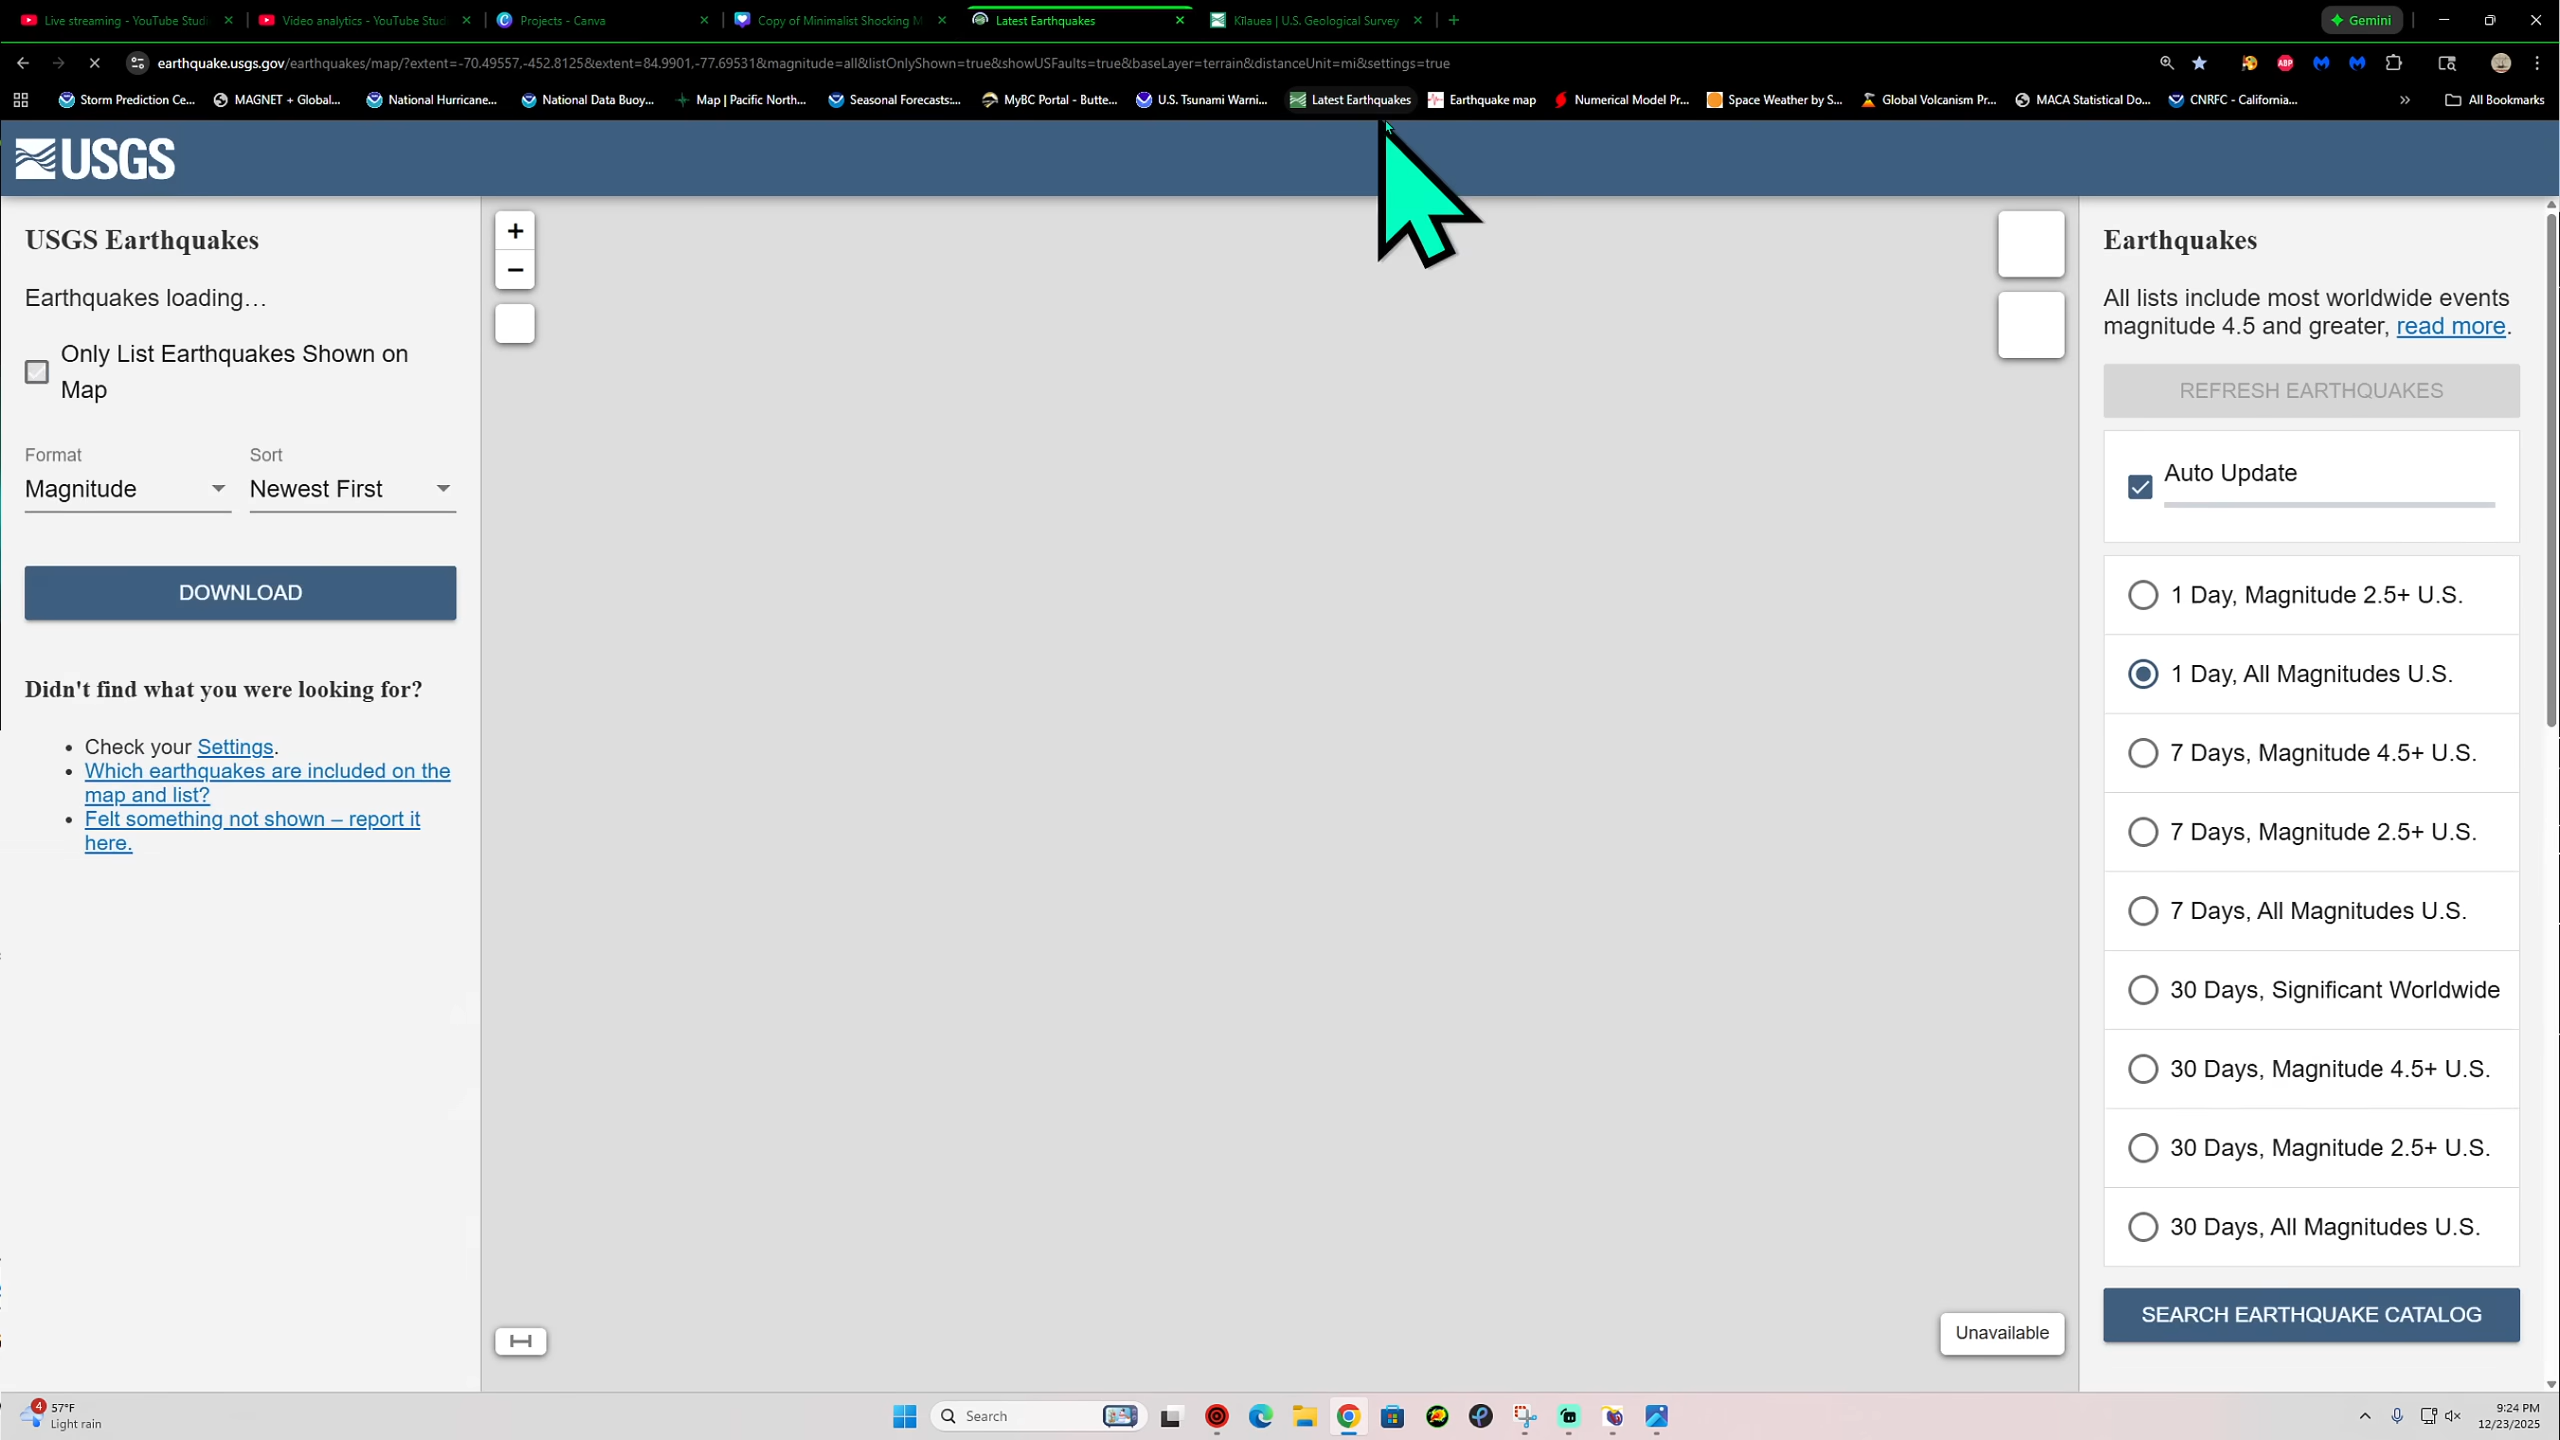 Live streaming - YouTube Studi
Video analytics - YouTube Studi
Projects - Canva
Copy of Minimalist Shocking M
Latest Earthquakes
Kīlauea | U.S. Geological Survey
Gemini
earthquake.usgs.gov/earthquakes/map/?extent=-70.49557,-452.8125&extent=84.9901,-77.69531&magnitude=all&listOnlyShown=true&showUSFaults=true&baseLayer=terrain&distanceUnit=mi&settings=true
ABP
Storm Prediction Ce...
MAGNET + Global...
National Hurricane...
National Data Buoy...
Map | Pacific North...
Seasonal Forecasts:...
MyBC Portal - Butte...
U.S. Tsunami Warni...
Latest Earthquakes
Earthquake map
Numerical Model Pr...
Space Weather by S...
Global Volcanism Pr...
MACA Statistical Do...
CNRFC - California...
All Bookmarks
USGS
USGS Earthquakes
Earthquakes loading...
Only List Earthquakes Shown on
Map
Format
Sort
Magnitude
Newest First
DOWNLOAD
Didn't find what you were looking for?
Check your Settings.
Which earthquakes are included on the
map and list?
Felt something not shown – report it
here.
+
−
Unavailable
Earthquakes
All lists include most worldwide events
magnitude 4.5 and greater, read more.
REFRESH EARTHQUAKES
Auto Update
1 Day, Magnitude 2.5+ U.S.
1 Day, All Magnitudes U.S.
7 Days, Magnitude 4.5+ U.S.
7 Days, Magnitude 2.5+ U.S.
7 Days, All Magnitudes U.S.
30 Days, Significant Worldwide
30 Days, Magnitude 4.5+ U.S.
30 Days, Magnitude 2.5+ U.S.
30 Days, All Magnitudes U.S.
SEARCH EARTHQUAKE CATALOG
4
57°F
Light rain
Search
9:24 PM
12/23/2025